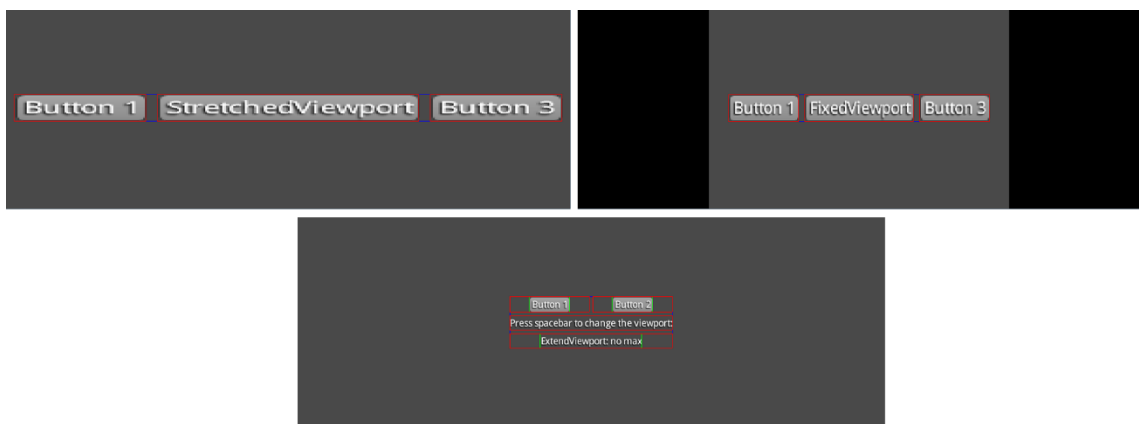 Button 1 StretchedViewport Button 3
Button 1 FixedViewport Button 3
Button 1 Button 2
Press spacebar to change the viewport:
ExtendViewport: no max